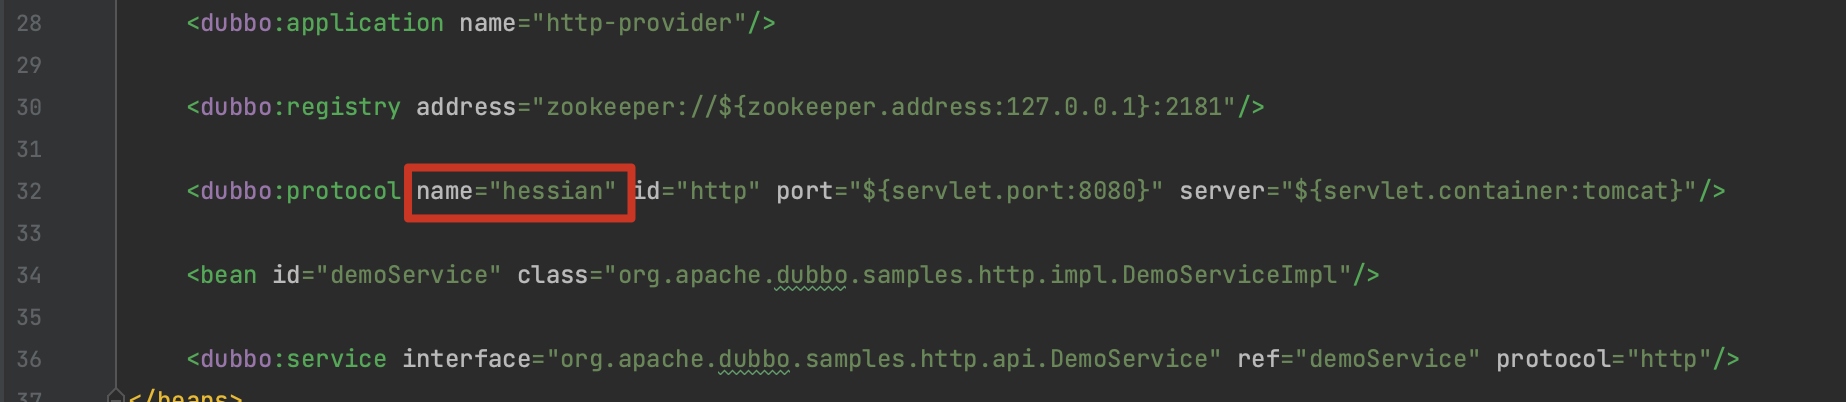 28 <dubbo:application name="http-provider"/>
29
30 <dubbo:registry address="zookeeper://${zookeeper.address:127.0.0.1}:2181"/>
31
32 <dubbo:protocol name="hessian" id="http" port="${servlet.port:8080}" server="${servlet.container:tomcat}"/>
33
34 <bean id="demoService" class="org.apache.dubbo.samples.http.impl.DemoServiceImpl"/>
35
36 <dubbo:service interface="org.apache.dubbo.samples.http.api.DemoService" ref="demoService" protocol="http"/>
37 </beans>